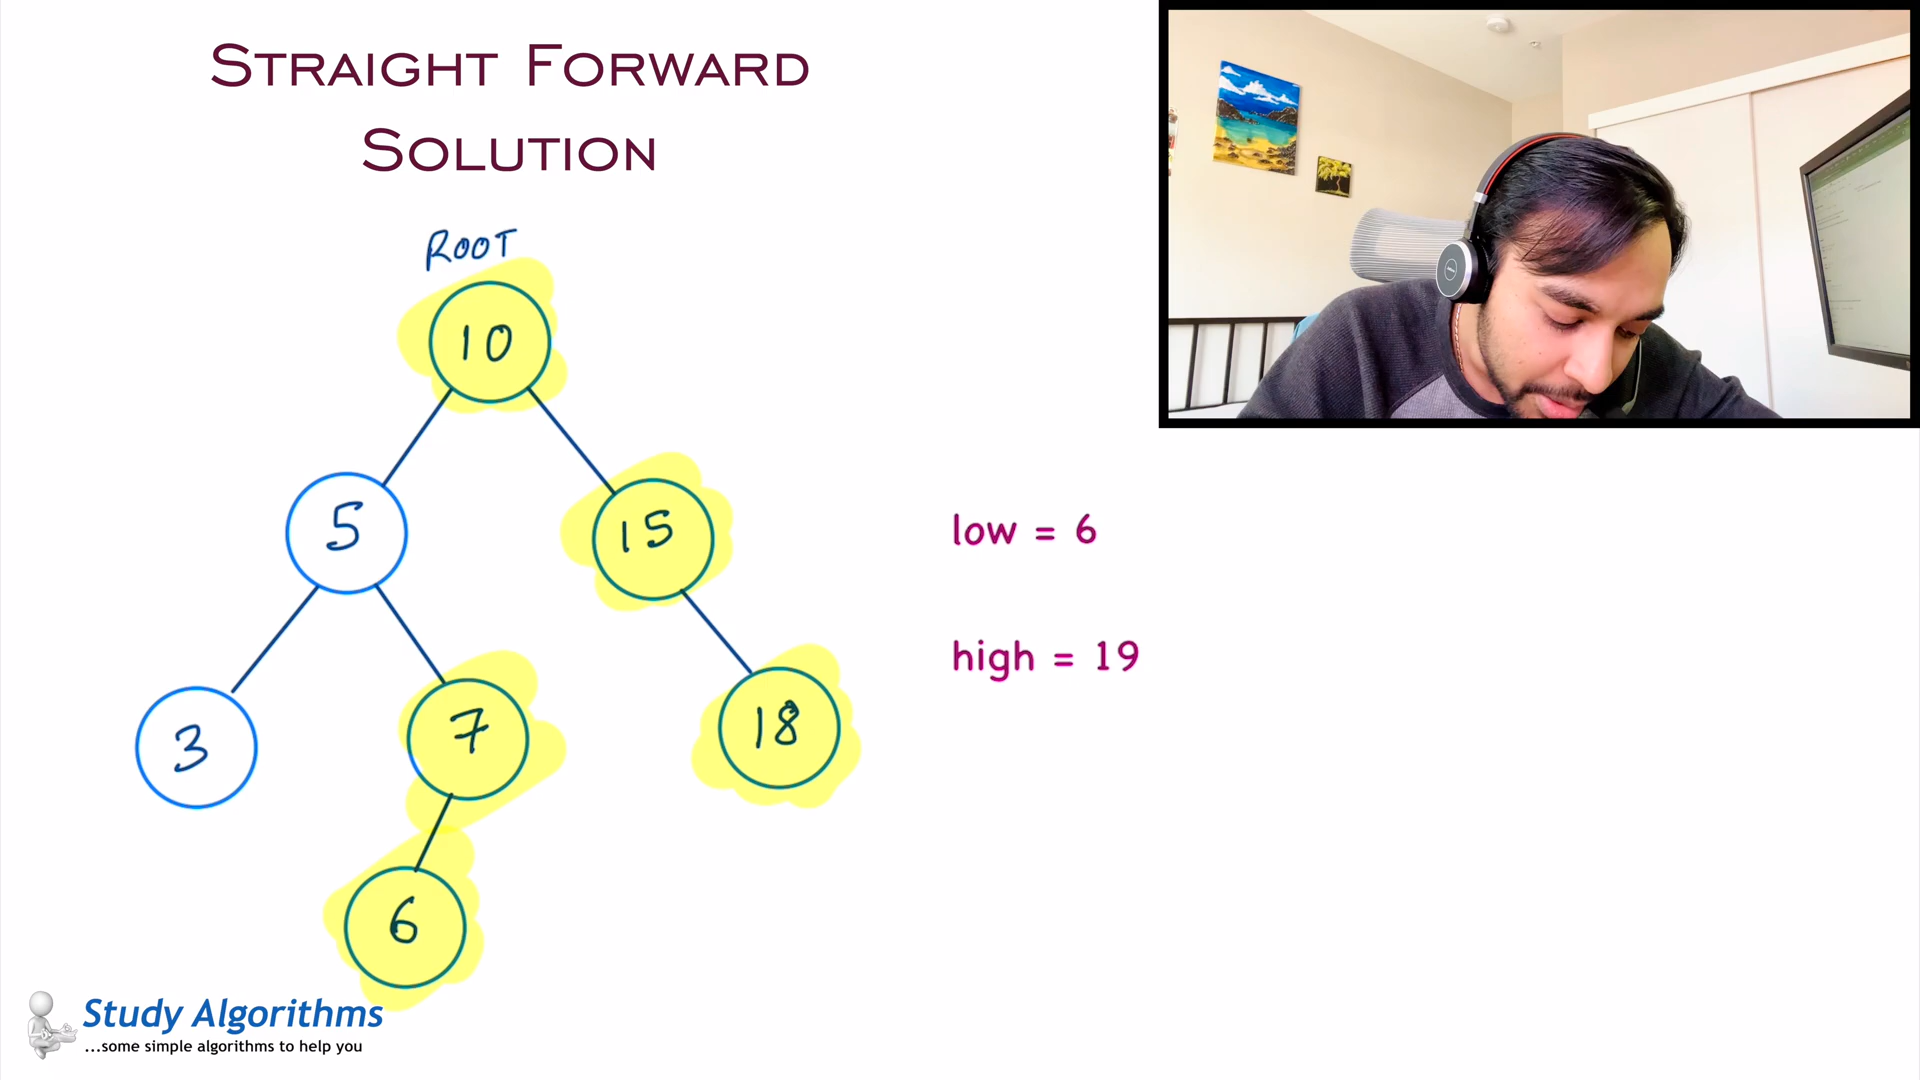 STRAIGHT FORWARD
SOLUTION
ROOT
10
5
15
3
7
18
6
low = 6
high = 19
Study Algorithms
...some simple algorithms to help you